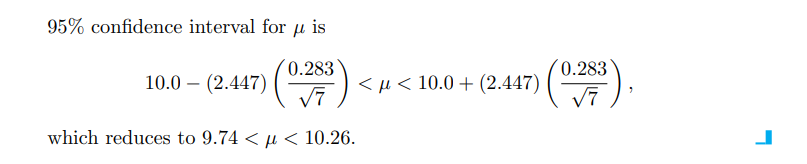 95% confidence interval for μ is
10.0 − (2.447) (0.283/√7) < μ < 10.0 + (2.447) (0.283/√7),
which reduces to 9.74 < μ < 10.26.